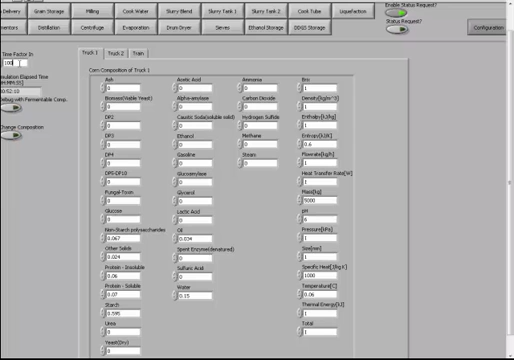 Delivery
Grain Storage
Milling
Cook Water
Slurry Blend
Slurry Tank 1
Slurry Tank 2
Cook Tube
Liquefaction
Enable Status Request?
Distillation
Centrifuge
Evaporation
Drum Dryer
Sieves
Ethanol Storage
DDGS Storage
Status Request?
Configuration
Time Factor In
100
Simulation Elapsed Time
Debug with Fermentable Comp.
Change Composition
Truck 1
Truck 2
Train
Corn Composition of Truck 1
Ash
0
Biomass(Viable Yeast)
0
DP2
0
DP3
0
DP4
0
DP5-DP10
0
Fungal-Toxin
0
Glucose
0
Non-Starch polysaccharides
0.067
Other Solids
0.024
Protein - Insoluble
0.06
Protein - Soluble
0.07
Starch
0.595
Urea
0
Yeast(Dry)
0
Acetic Acid
0
Alpha-amylase
0
Caustic Soda(soluble solid)
0
Ethanol
0
Gasoline
0
Glucoamylase
0
Glycerol
0
Lactic Acid
0
Oil
0.034
Spent Enzyme(denatured)
0
Sulfuric Acid
0
Water
0.15
Ammonia
0
Carbon Dioxide
0
Hydrogen Sulfide
0
Methane
0
Steam
0
Brix
1
Density[kg/m^3]
1
Enthalpy[kJ/kg]
1
Entropy[kJ/K]
0.6
Flowrate[kg/h]
1
Heat Transfer Rate[W]
1
Mass[kg]
5000
pH
6
Pressure[kPa]
1
Size[mm]
1
1000
Temperature[C]
0.06
Thermal Energy[kJ]
1
Total
1